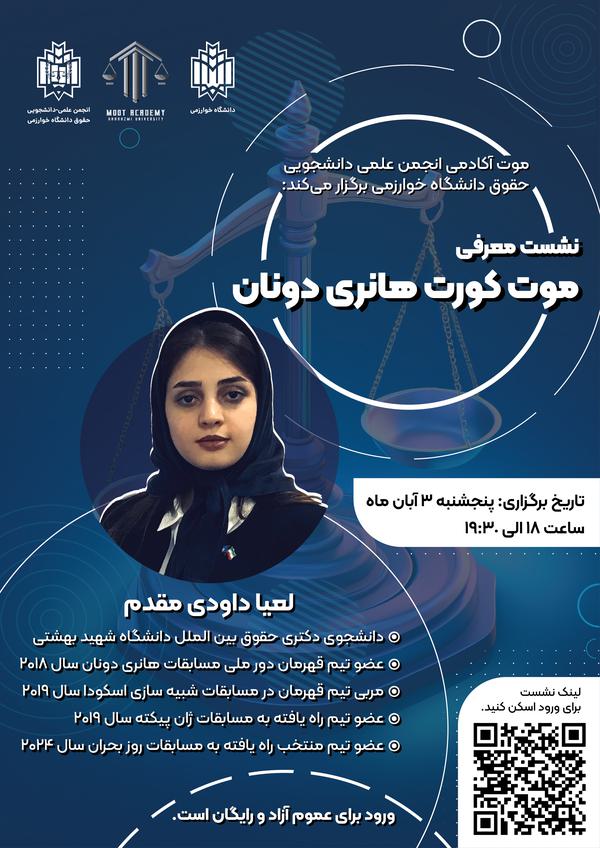 انجمن علمی-دانشجویی
حقوق دانشگاه خوارزمی
MOOT ACADEMY
KHARAZMI UNIVERSITY
دانشگاه خوارزمی
موت آکادمی انجمن علمی دانشجویی
حقوق دانشگاه خوارزمی برگزار می‌کند:
نشست معرفی
موت کورت هانری دونان
تاریخ برگزاری: پنجشنبه ۳ آبان ماه
ساعت ۱۸ الی ۱۹:۳۰
لعیا داودی مقدم
دانشجوی دکتری حقوق بین الملل دانشگاه شهید بهشتی
عضو تیم قهرمان دور ملی مسابقات هانری دونان سال ۲۰۱۸
مربی تیم قهرمان در مسابقات شبیه سازی اسکودا سال ۲۰۱۹
عضو تیم راه یافته به مسابقات ژان پیکته سال ۲۰۱۹
عضو تیم منتخب راه یافته به مسابقات روز بحران سال ۲۰۲۴
لینک نشست
برای ورود اسکن کنید.
ورود برای عموم آزاد و رایگان است.